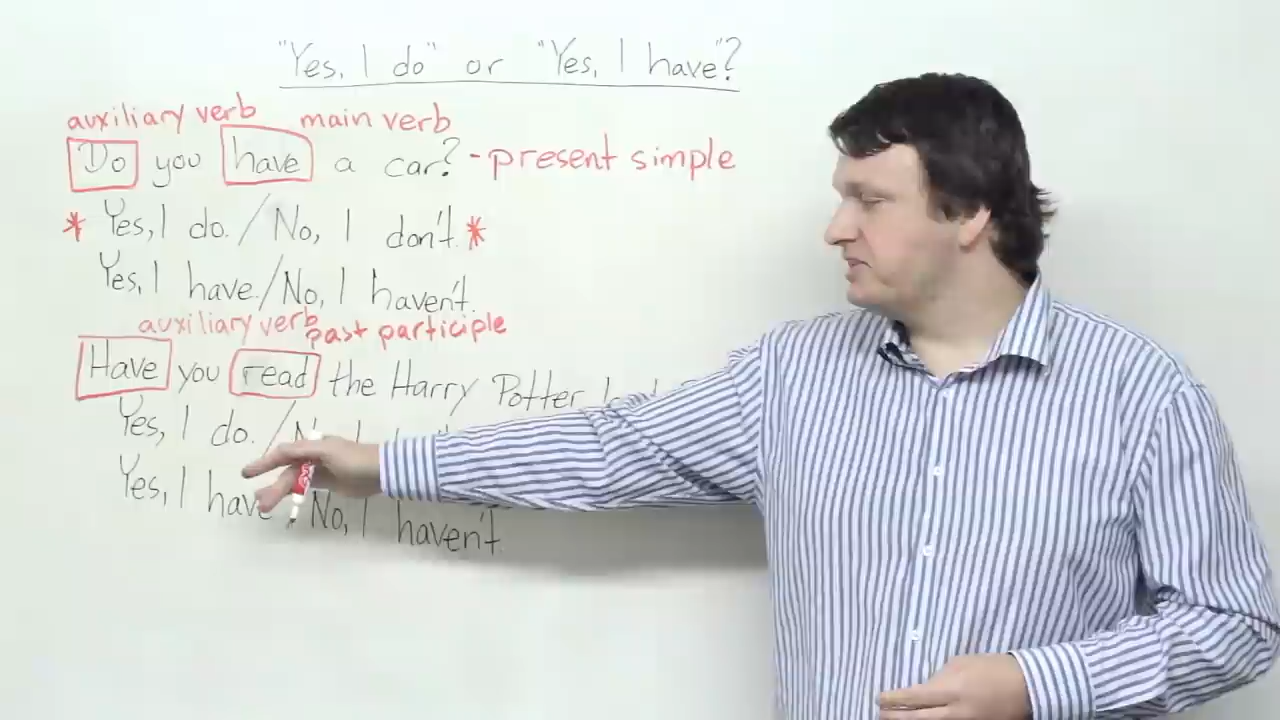 "Yes, I do" or "Yes, I have"?
auxiliary verb main verb
Do you have a car? - present simple
* Yes, I do. / No, I don't. *
Yes, I have. / No, I haven't.
auxiliary verb past participle
Have you read the Harry Potter
Yes, I do. /
Yes, I have No, I haven't